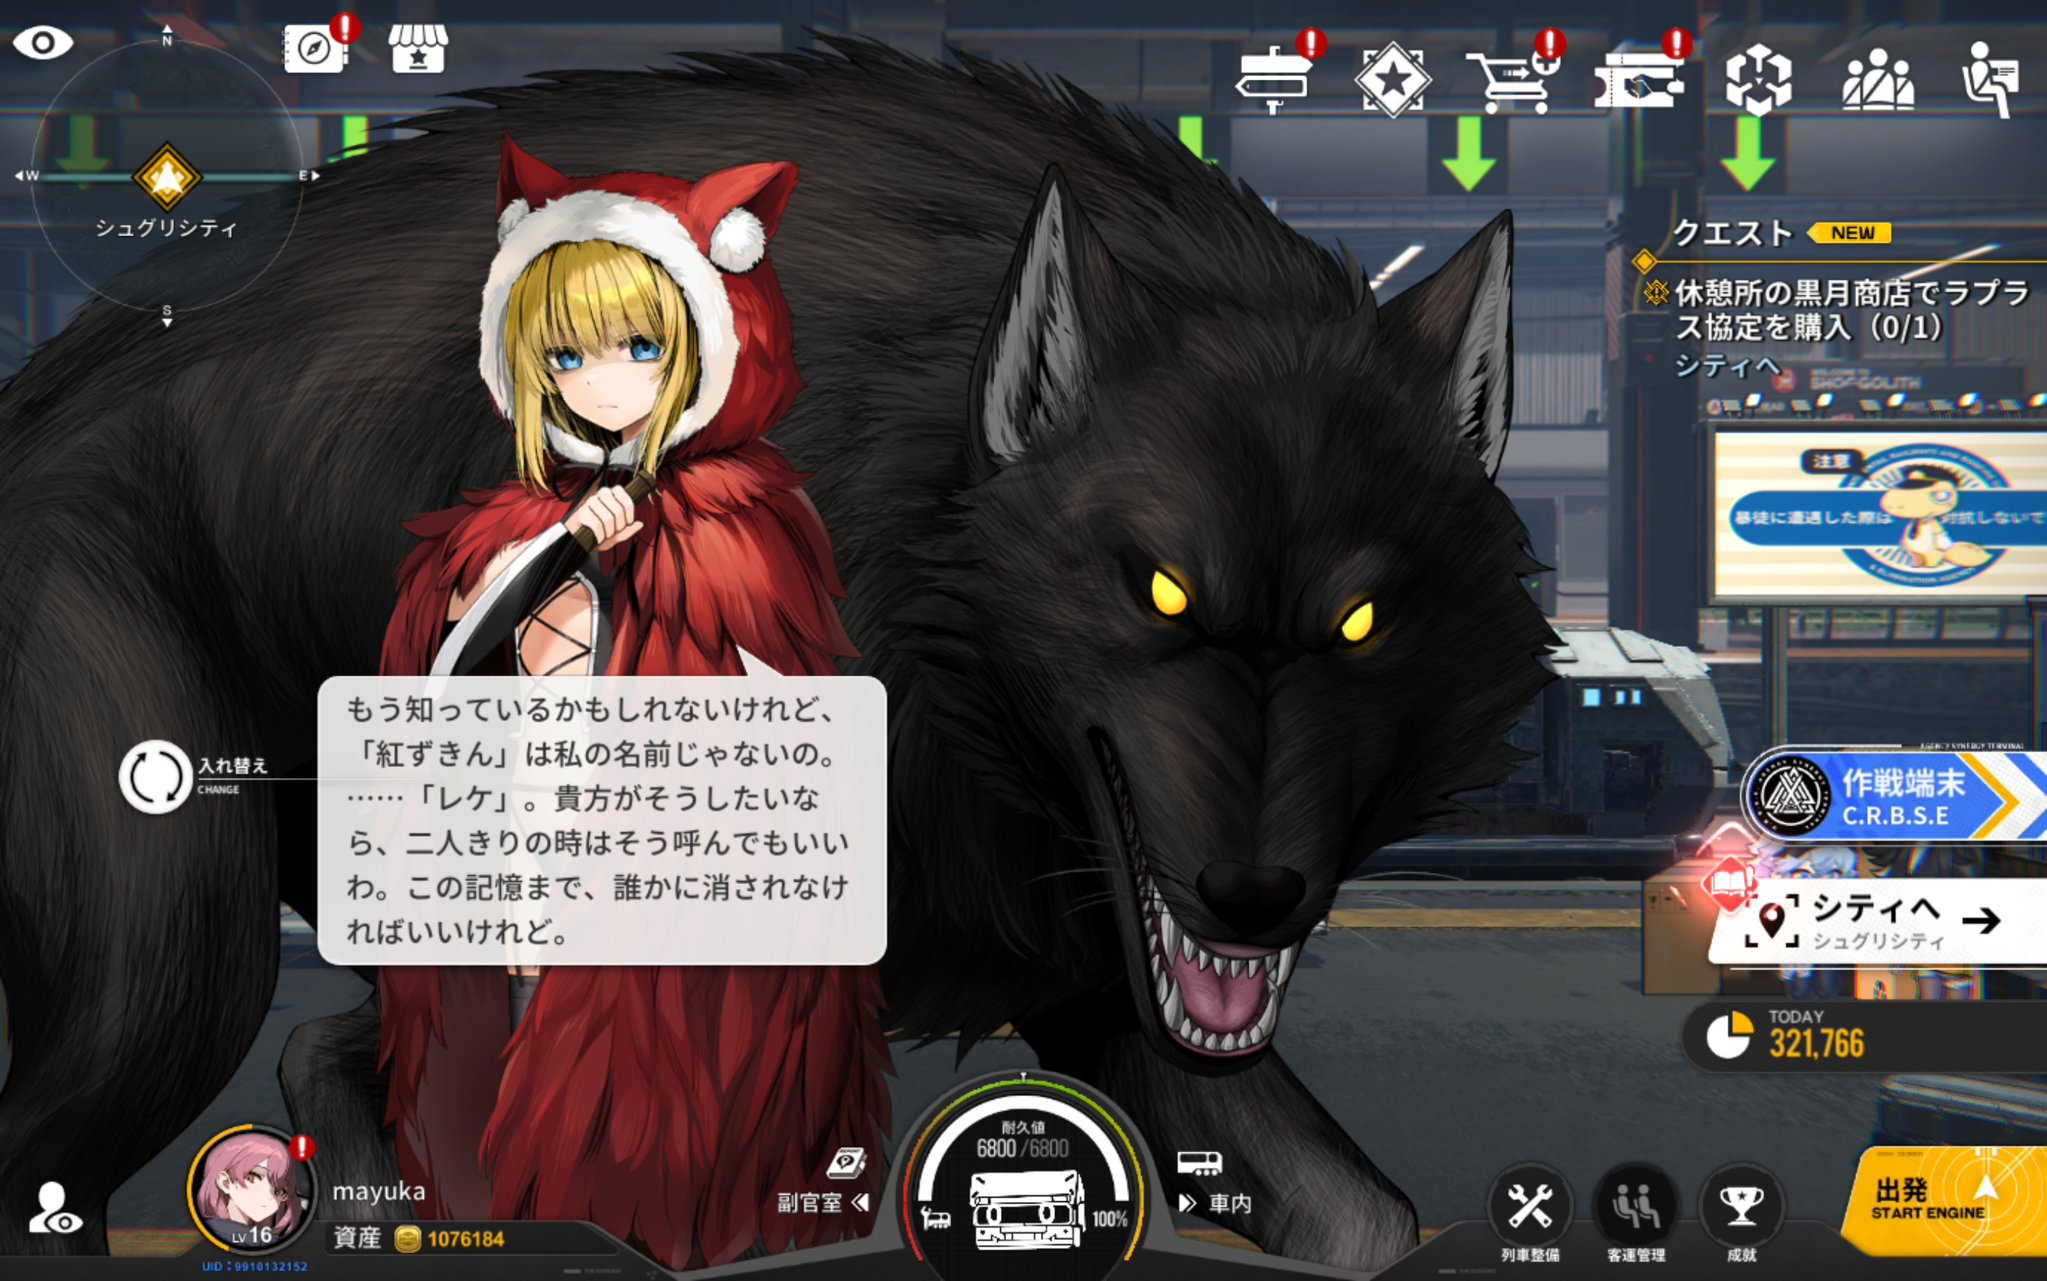 N
W
E
S
シュグリシティ
クエスト NEW
休憩所の黒月商店でラプラ
ス協定を購入（0/1）
シティへ
WELCOME TO
SHOGGOLITH
注意
暴徒に遭遇した際は 対抗しないで
もう知っているかもしれないけれど、
「紅ずきん」は私の名前じゃないの。
……「レケ」。貴方がそうしたいな
ら、二人きりの時はそう呼んでもいい
わ。この記憶まで、誰かに消されなけ
ればいいけれど。
入れ替え
CHANGE
AGENCY SYNERGY TERMINAL
作戦端末
C.R.B.S.E
シティへ
シュグリシティ
TODAY
321,766
耐久値
6800/6800
100%
副官室
車内
mayuka
LV 16
資産 1076184
UID：9910132152
列車整備
客運管理
成就
出発
START ENGINE